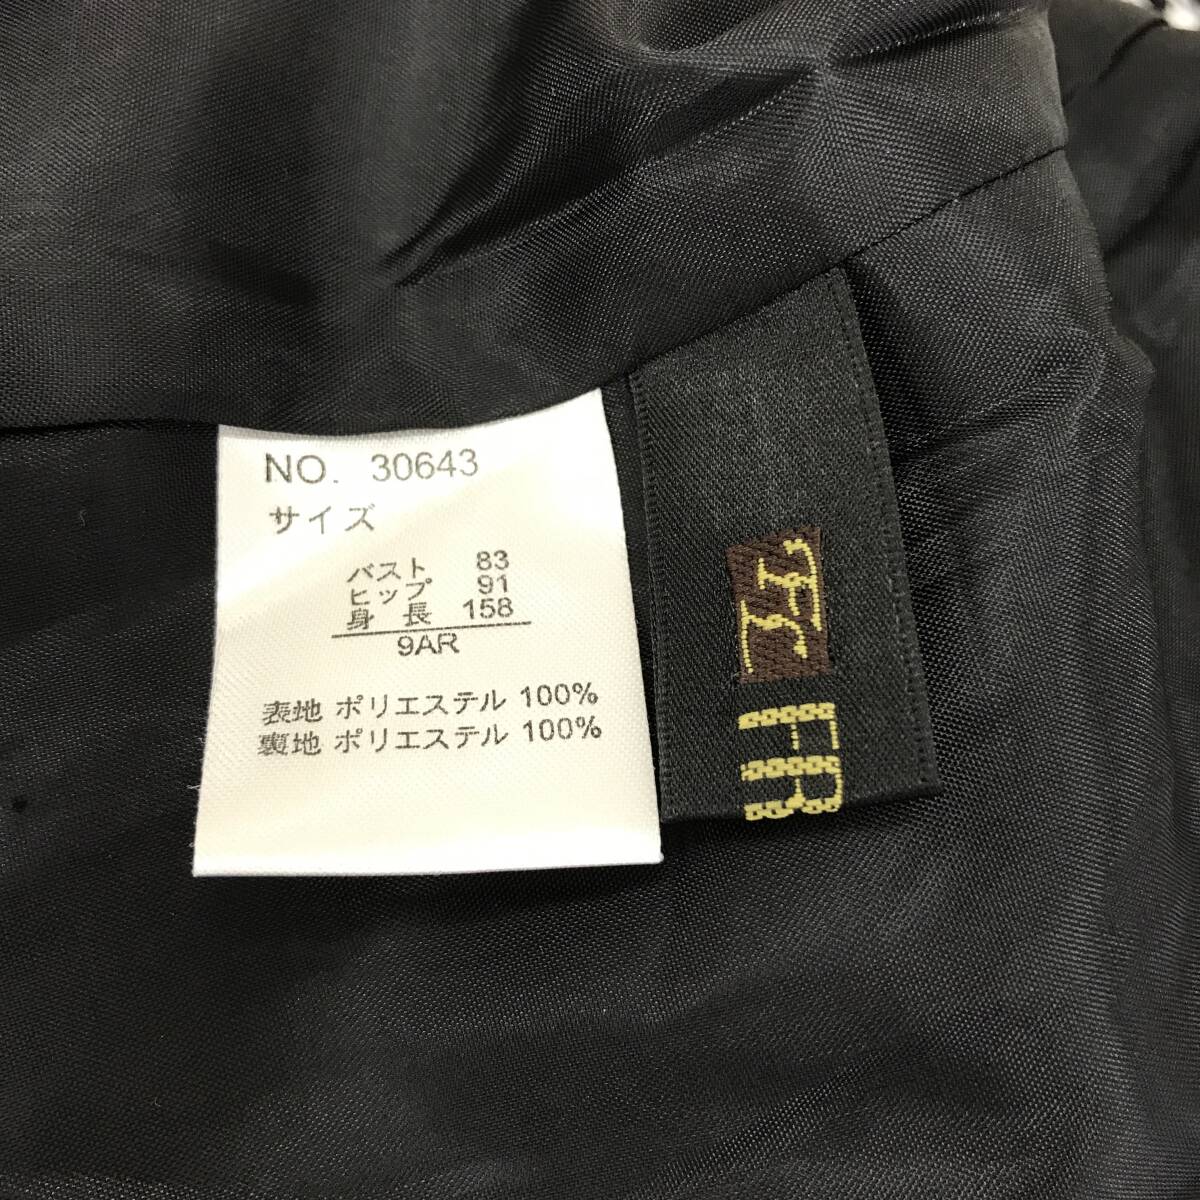 NO. 30643
サイズ
バスト 83
ヒップ 91
身 長 158
9AR
表地 ポリエステル 100%
裏地 ポリエステル 100%
FR